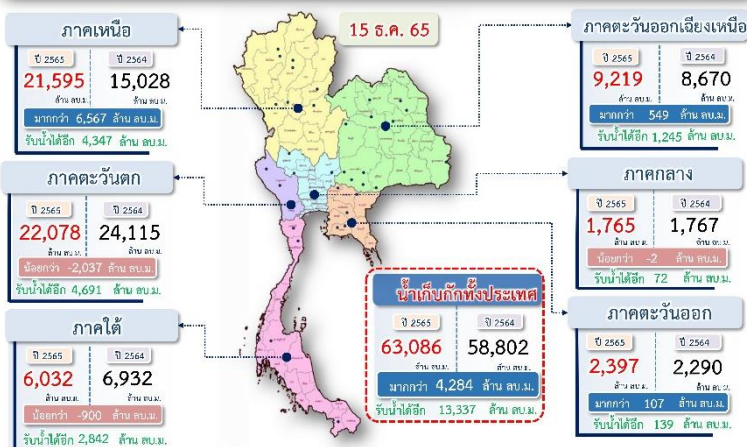 15 ธ.ค. 65
ภาคเหนือ
ปี 2565 ปี 2564
21,595 15,028
ล้าน ลบ.ม. ล้าน ลบ.ม.
มากกว่า 6,567 ล้าน ลบ.ม.
รับน้ำได้อีก 4,347 ล้าน ลบ.ม.
ภาคตะวันออกเฉียงเหนือ
ปี 2565 ปี 2564
9,219 8,670
ล้าน ลบ.ม. ล้าน ลบ.ม.
มากกว่า 549 ล้าน ลบ.ม.
รับน้ำได้อีก 1,245 ล้าน ลบ.ม.
ภาคตะวันตก
ปี 2565 ปี 2564
22,078 24,115
ล้าน ลบ.ม. ล้าน ลบ.ม.
น้อยกว่า -2,037 ล้าน ลบ.ม.
รับน้ำได้อีก 4,691 ล้าน ลบ.ม.
ภาคกลาง
ปี 2565 ปี 2564
1,765 1,767
ล้าน ลบ.ม. ล้าน ลบ.ม.
น้อยกว่า -2 ล้าน ลบ.ม.
รับน้ำได้อีก 72 ล้าน ลบ.ม.
ภาคใต้
ปี 2565 ปี 2564
6,032 6,932
ล้าน ลบ.ม. ล้าน ลบ.ม.
น้อยกว่า -900 ล้าน ลบ.ม.
รับน้ำได้อีก 2,842 ล้าน ลบ.ม.
น้ำเก็บกักทั้งประเทศ
ปี 2565 ปี 2564
63,086 58,802
ล้าน ลบ.ม. ล้าน ลบ.ม.
มากกว่า 4,284 ล้าน ลบ.ม.
รับน้ำได้อีก 13,337 ล้าน ลบ.ม.
ภาคตะวันออก
ปี 2565 ปี 2564
2,397 2,290
ล้าน ลบ.ม. ล้าน ลบ.ม.
มากกว่า 107 ล้าน ลบ.ม.
รับน้ำได้อีก 139 ล้าน ลบ.ม.